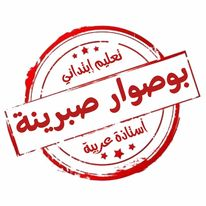 تعليم إبتدائي
بوصوار صبرينة
أستاذة عربية